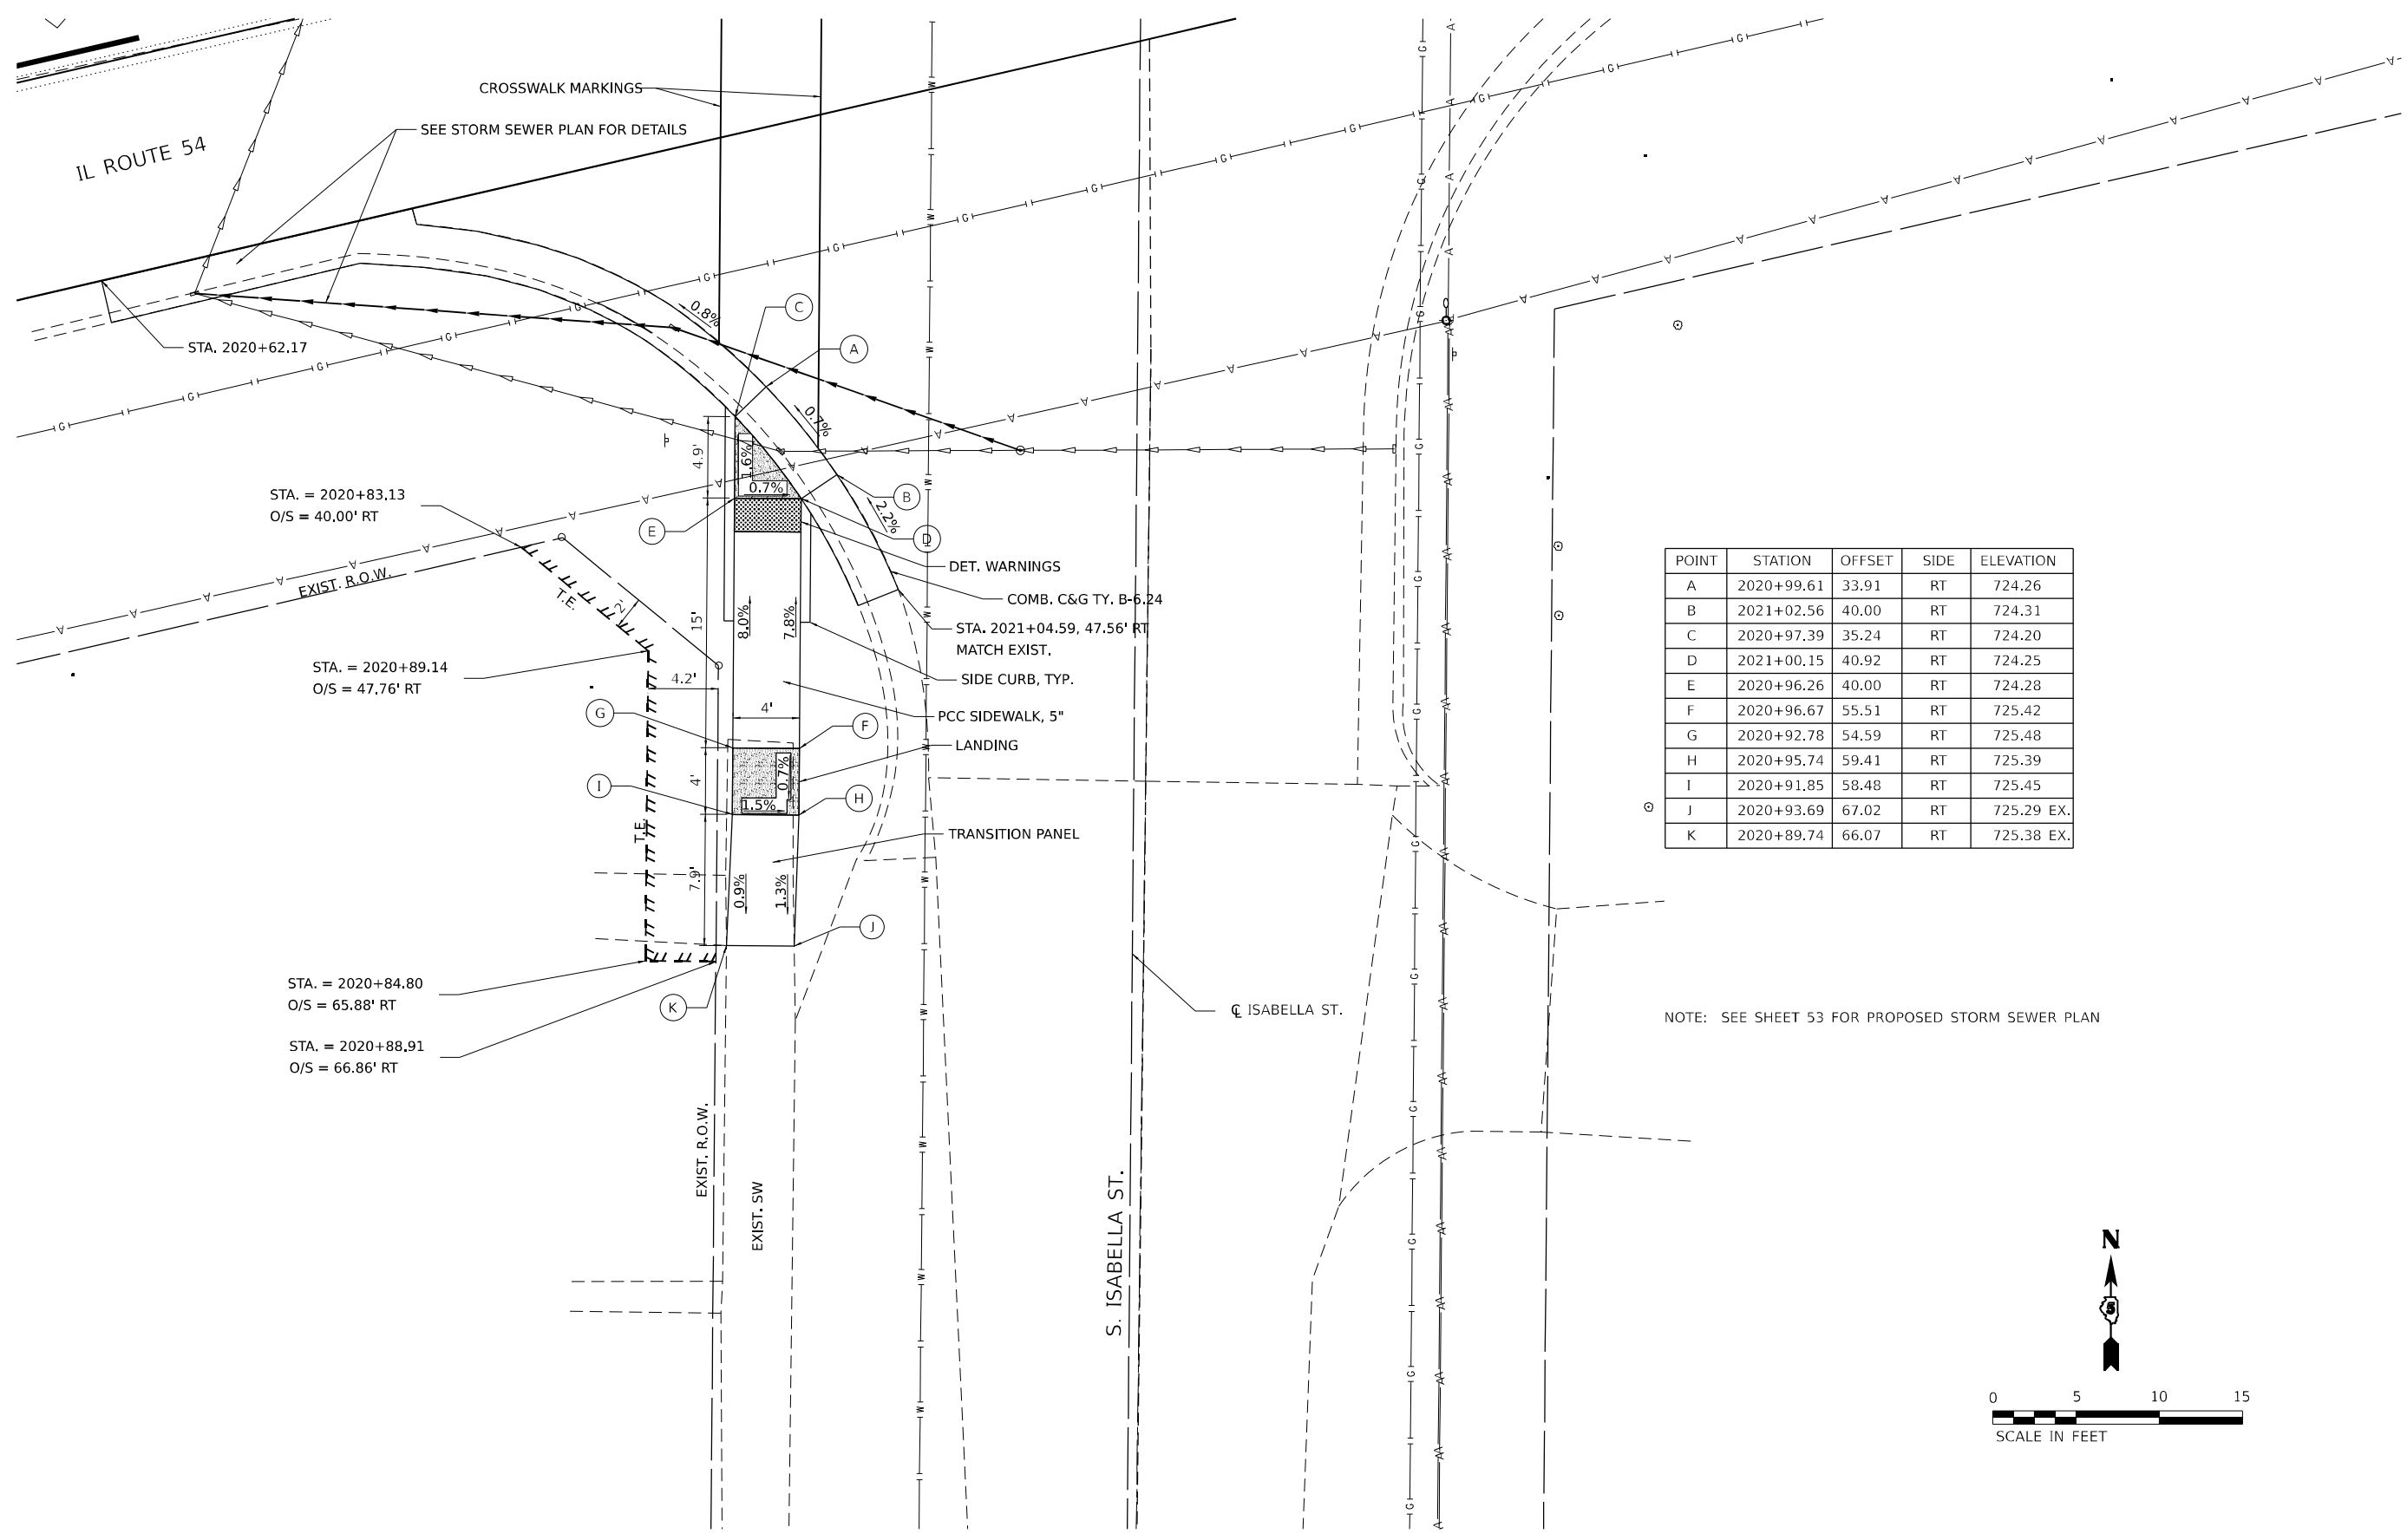 CROSSWALK MARKINGS
SEE STORM SEWER PLAN FOR DETAILS
IL ROUTE 54
STA. 2020+62.17
0.8%
C
A
0.7%
4.9'
1.6%
0.7%
B
2.2%
STA. = 2020+83.13
O/S = 40.00' RT
E
D
DET. WARNINGS
EXIST. R.O.W.
T.E.
2'
COMB. C&G TY. B-6.24
15'
8.0%
7.8%
STA. 2021+04.59, 47.56' RT
MATCH EXIST.
STA. = 2020+89.14
O/S = 47.76' RT
4.2'
SIDE CURB, TYP.
4'
G
F
PCC SIDEWALK, 5"
LANDING
4'
0.7%
1.5%
I
H
T.E.
TRANSITION PANEL
7.9'
0.9%
1.3%
J
STA. = 2020+84.80
O/S = 65.88' RT
K
STA. = 2020+88.91
O/S = 66.86' RT
℄ ISABELLA ST.
EXIST. R.O.W.
EXIST. SW
S. ISABELLA ST.
POINT STATION OFFSET SIDE ELEVATION
A 2020+99.61 33.91 RT 724.26
B 2021+02.56 40.00 RT 724.31
C 2020+97.39 35.24 RT 724.20
D 2021+00.15 40.92 RT 724.25
E 2020+96.26 40.00 RT 724.28
F 2020+96.67 55.51 RT 725.42
G 2020+92.78 54.59 RT 725.48
H 2020+95.74 59.41 RT 725.39
I 2020+91.85 58.48 RT 725.45
J 2020+93.69 67.02 RT 725.29 EX.
K 2020+89.74 66.07 RT 725.38 EX.
NOTE: SEE SHEET 53 FOR PROPOSED STORM SEWER PLAN
N
5
0 5 10 15
SCALE IN FEET